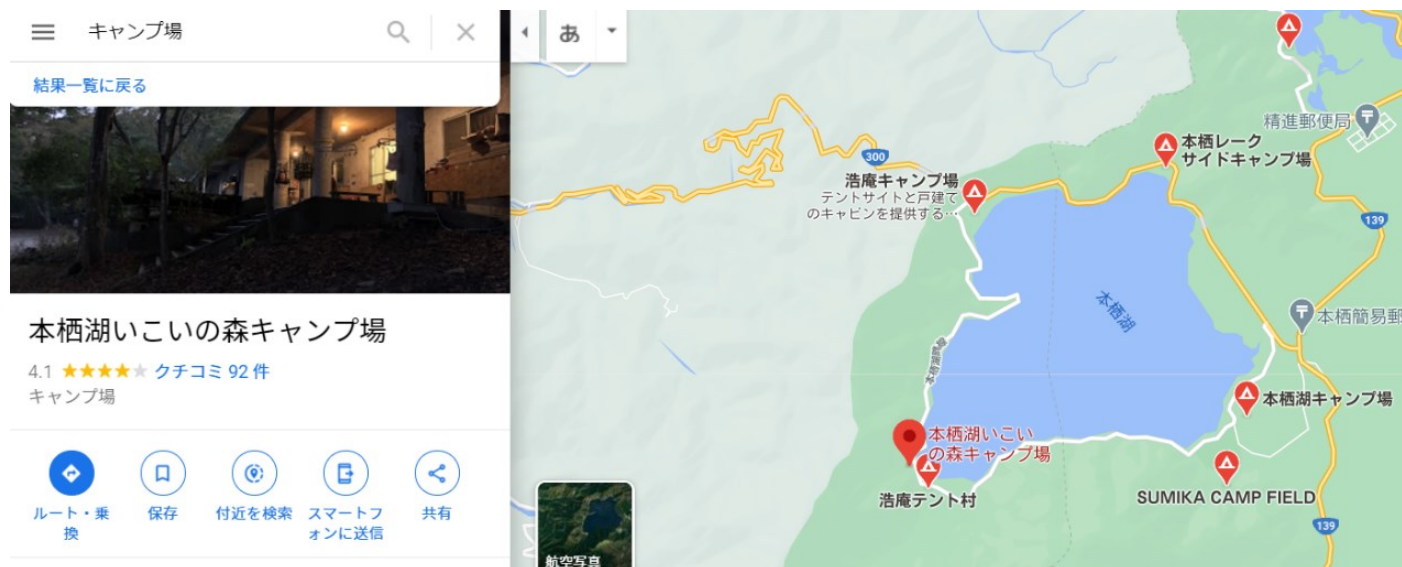 キャンプ場
結果一覧に戻る
本栖湖いこいの森キャンプ場
4.1 クチコミ 92 件
キャンプ場
ルート・乗
換
保存
付近を検索
スマートフ
ォンに送信
共有
あ
300
浩庵キャンプ場
テントサイトと戸建て
のキャビンを提供する…
精進郵便局
本栖レーク
サイドキャンプ場
139
本栖湖
本栖簡易郵
本栖湖キャンプ場
本栖湖いこい
の森キャンプ場
浩庵テント村
SUMIKA CAMP FIELD
139
航空写真